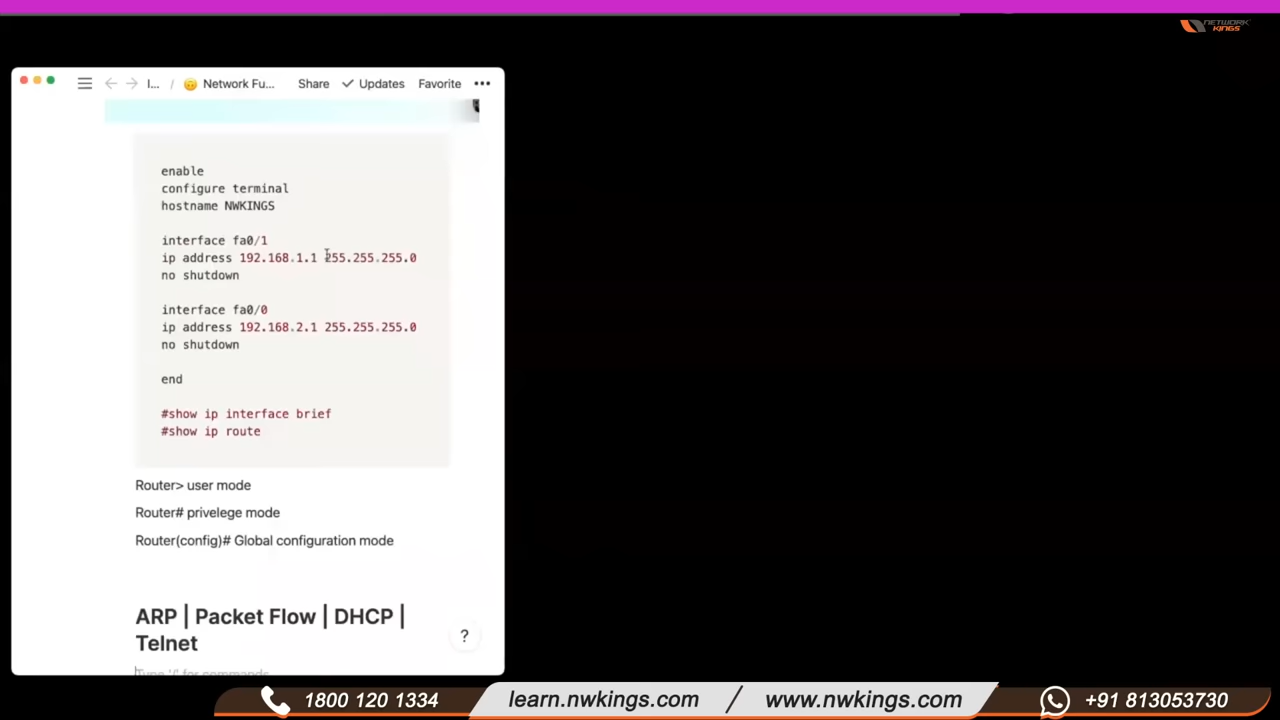 NETWORK
KINGS
I... / Network Fu... Share Updates Favorite •••
enable
configure terminal
hostname NWKINGS
interface fa0/1
ip address 192.168.1.1 255.255.255.0
no shutdown
interface fa0/0
ip address 192.168.2.1 255.255.255.0
no shutdown
end
#show ip interface brief
#show ip route
Router> user mode
Router# privelege mode
Router(config)# Global configuration mode
ARP | Packet Flow | DHCP |
Telnet
?
Type '/' for commands
1800 120 1334 learn.nwkings.com / www.nwkings.com +91 813053730